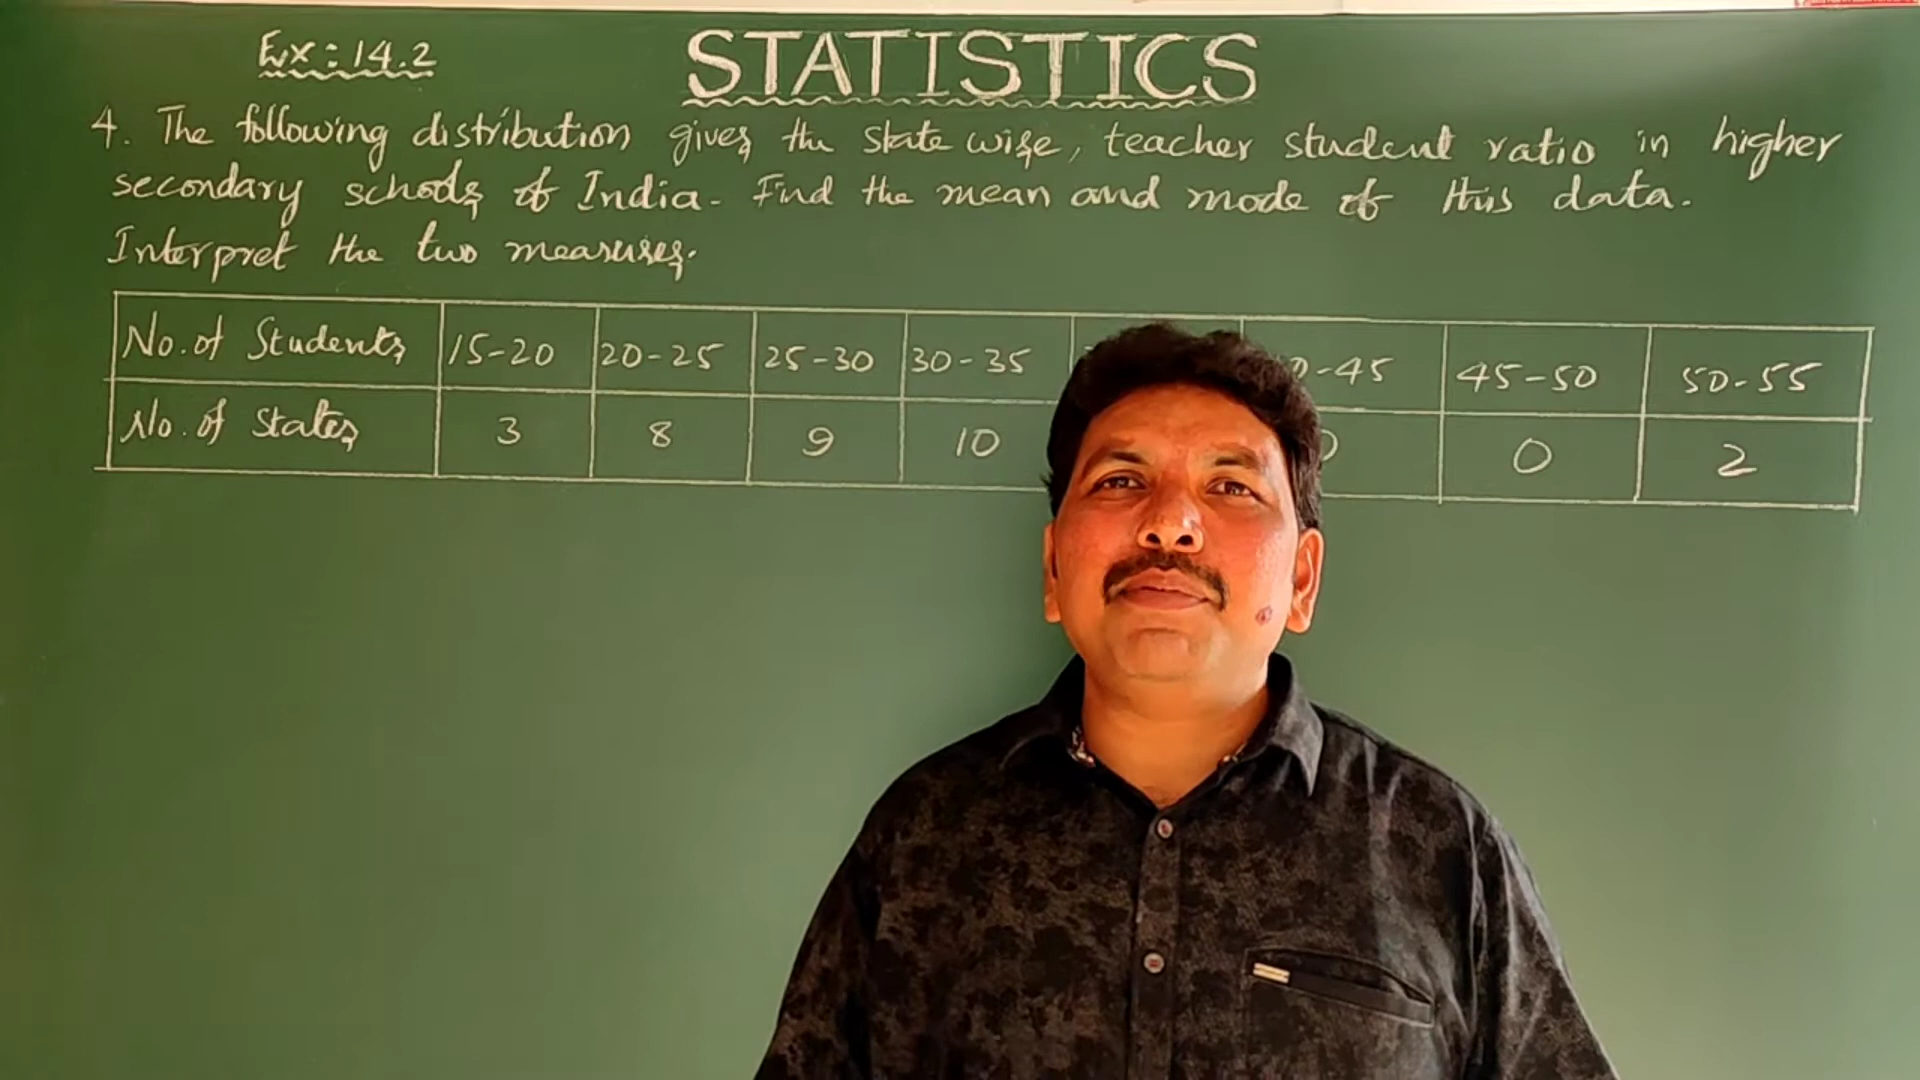 Ex: 14.2
STATISTICS
4. The following distribution gives the state wise, teacher student ratio in higher
secondary schools of India. Find the mean and mode of this data.
Interpret the two measures.
No. of Students 15-20 20-25 25-30 30-35 0-45 45-50 50-55
No. of States 3 8 9 10 0 2